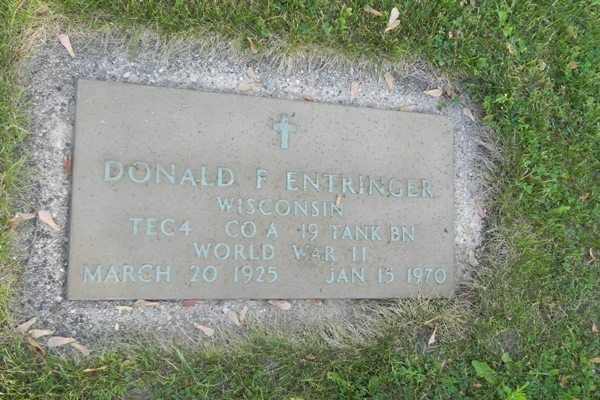 DONALD F ENTRINGER
WISCONSIN
TEC4 CO A 19 TANK BN
WORLD WAR II
MARCH 20 1925 JAN 15 1970